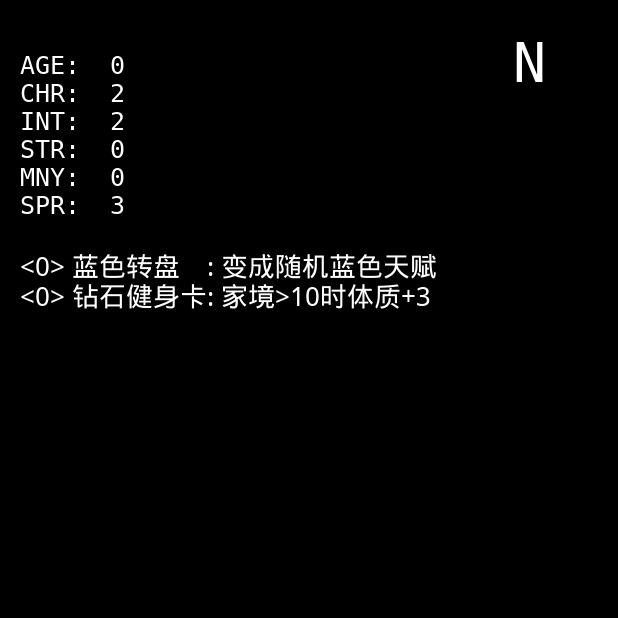 N
AGE: 0
CHR: 2
INT: 2
STR: 0
MNY: 0
SPR: 3
<0> 蓝色转盘 : 变成随机蓝色天赋
<0> 钻石健身卡: 家境>10时体质+3